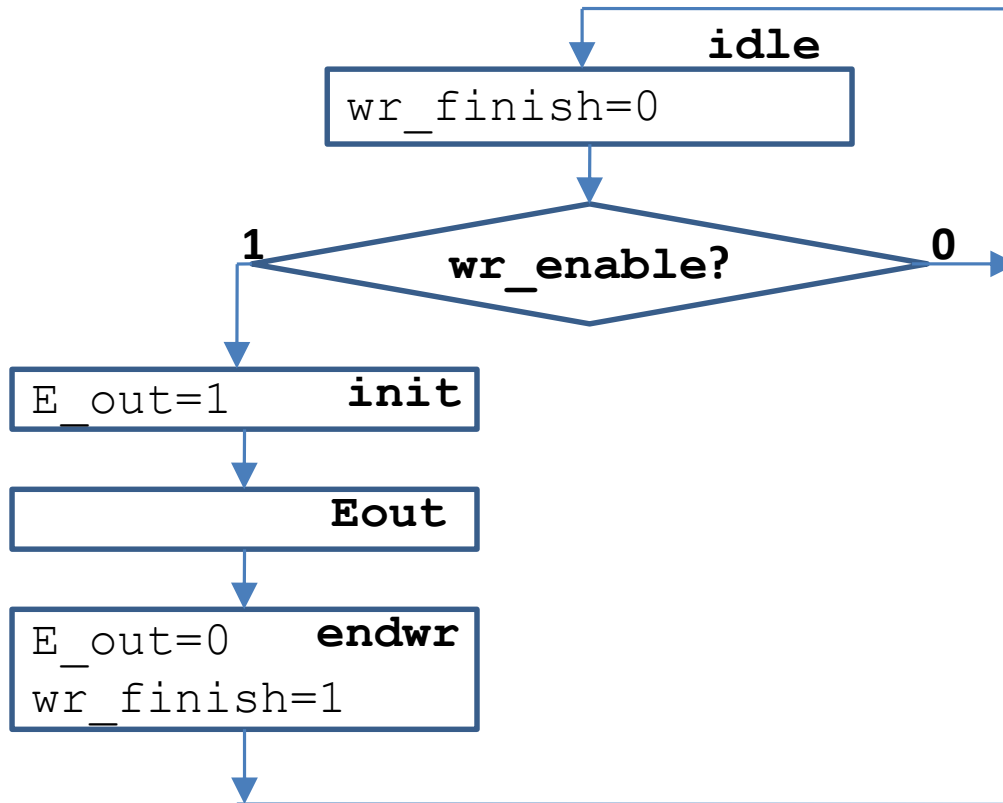 idle
wr_finish=0
1
wr_enable?
0
E_out=1 init
Eout
E_out=0 endwr
wr_finish=1